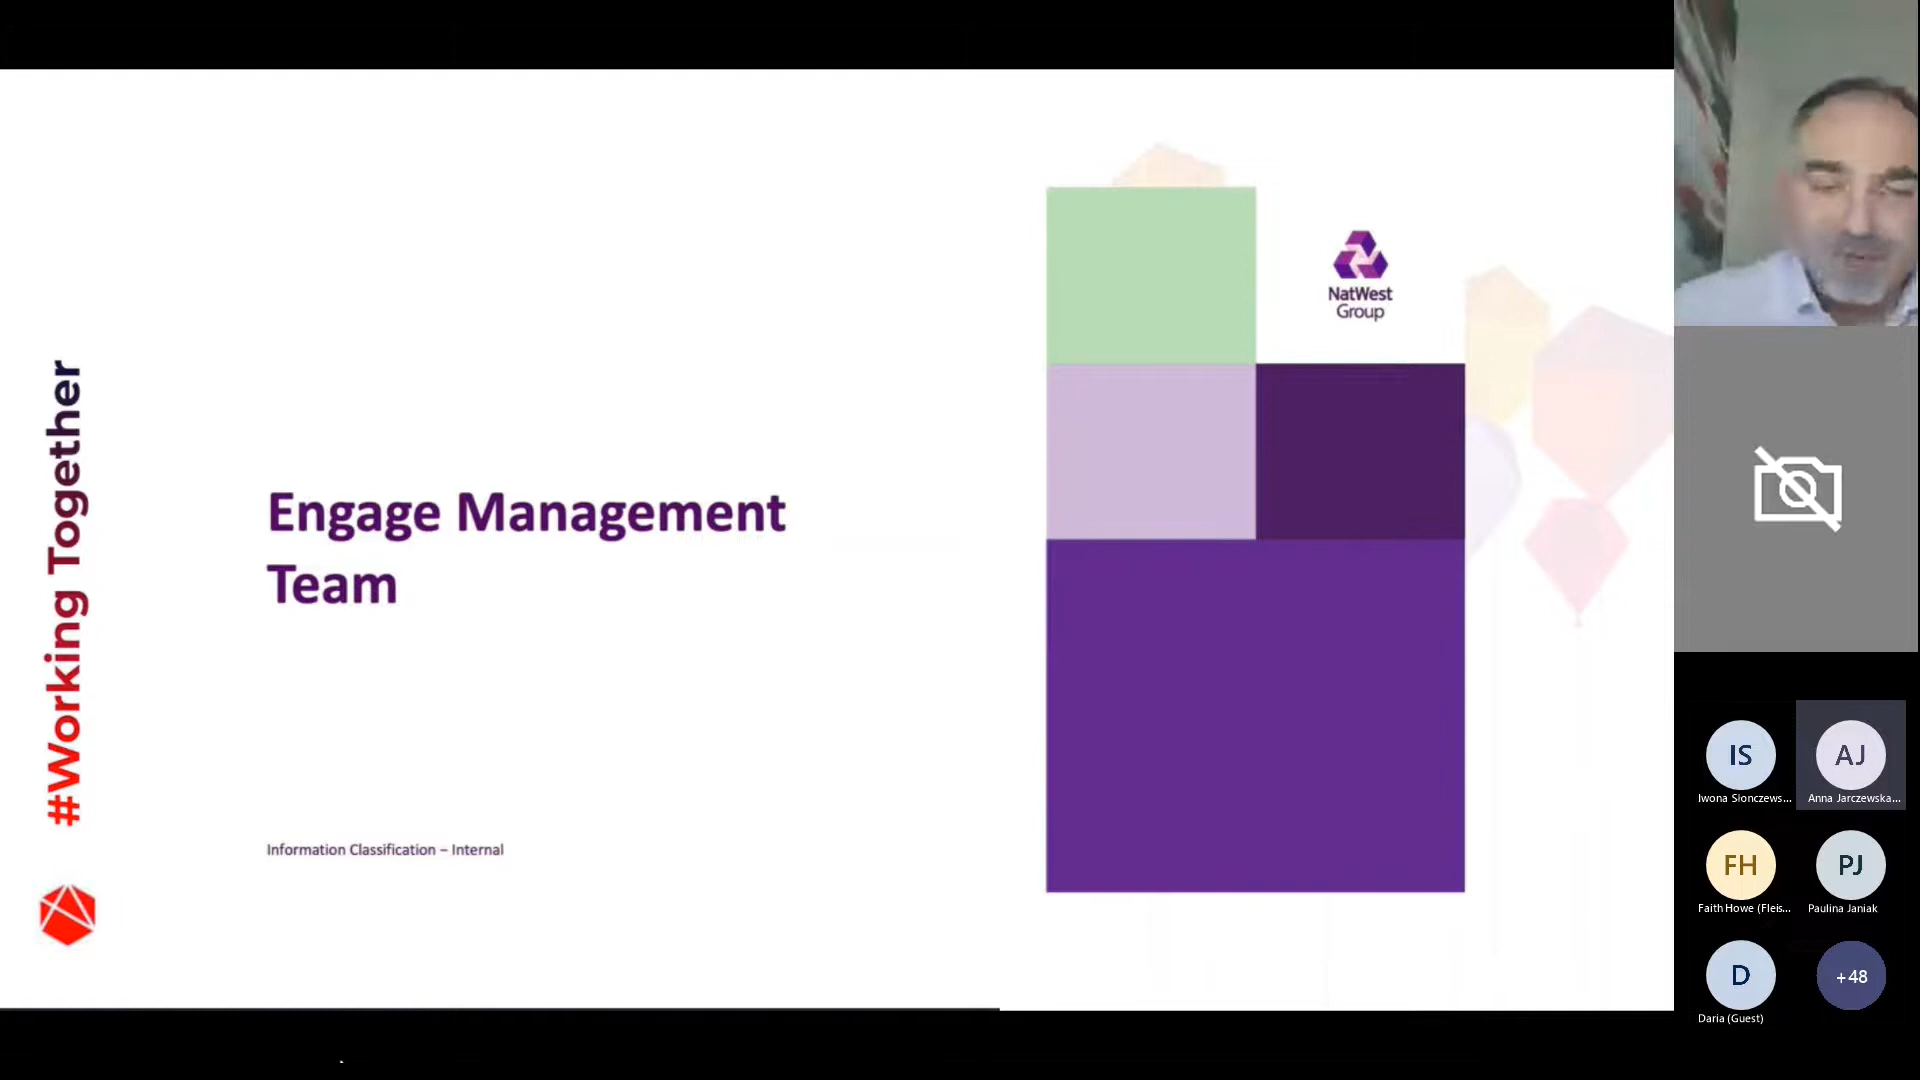 #Working Together
Engage Management
Team
Information Classification – Internal
NatWest
Group
IS
Iwona Słonczews...
AJ
Anna Jarczewska...
FH
Faith Howe (Fleis...
PJ
Paulina Janiak
D
Daria (Guest)
+48